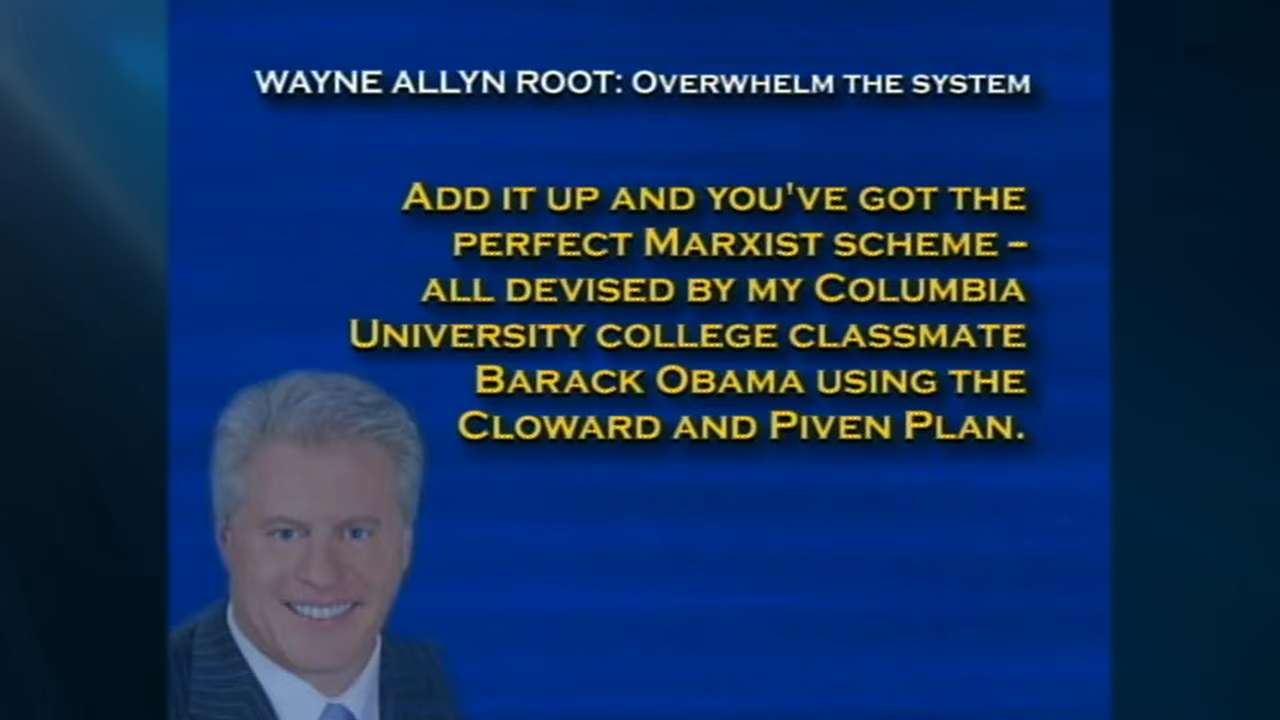 WAYNE ALLYN ROOT: OVERWHELM THE SYSTEM
ADD IT UP AND YOU'VE GOT THE
PERFECT MARXIST SCHEME –
ALL DEVISED BY MY COLUMBIA
UNIVERSITY COLLEGE CLASSMATE
BARACK OBAMA USING THE
CLOWARD AND PIVEN PLAN.